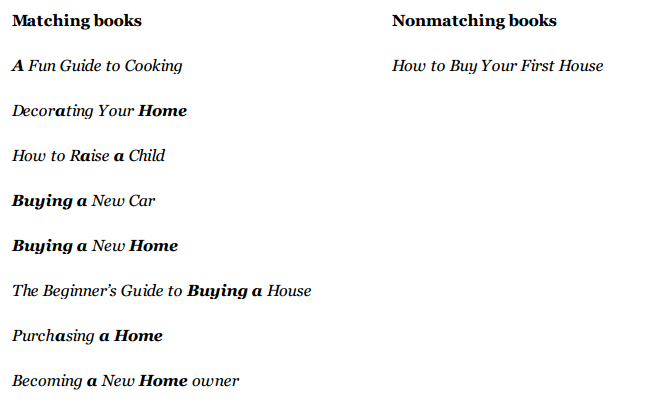 Matching books Nonmatching books
A Fun Guide to Cooking How to Buy Your First House
Decorating Your Home
How to Raise a Child
Buying a New Car
Buying a New Home
The Beginner’s Guide to Buying a House
Purchasing a Home
Becoming a New Home owner